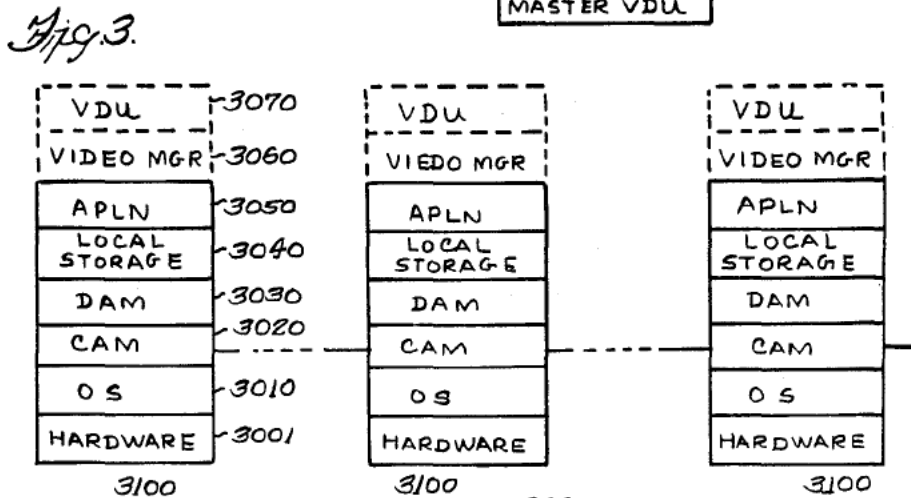 MASTER VDU
Fig.3.
VDU 3070 VDU VDU
VIDEO MGR 3060 VIEDO MGR VIDEO MGR
APLN 3050 APLN APLN
LOCAL STORAGE 3040 LOCAL STORAGE LOCAL STORAGE
DAM 3030 DAM DAM
CAM 3020 CAM CAM
OS 3010 OS OS
HARDWARE 3001 HARDWARE HARDWARE
3100 3100 3100